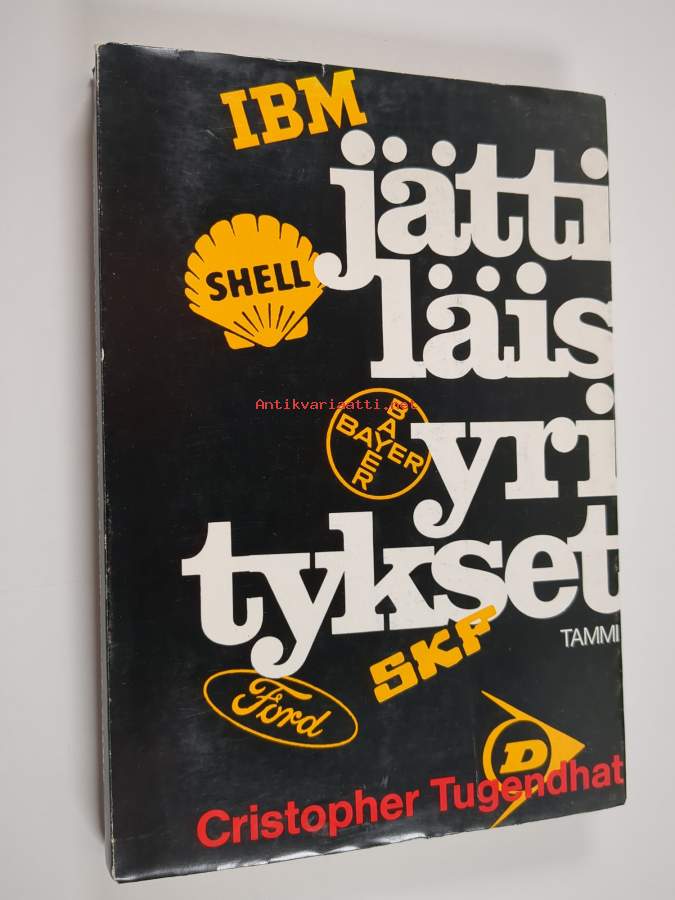 IBM
jätti
SHELL
läis
Antikvariaatti.net
BAYER
BAYER
yri
tykset
TAMMI
SKF
Ford
D
Cristopher Tugendhat